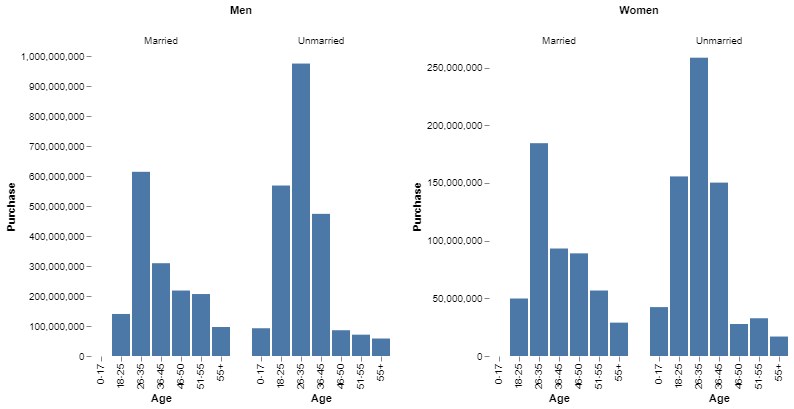 Men
Married
Unmarried
Purchase
1,000,000,000
900,000,000
800,000,000
700,000,000
600,000,000
500,000,000
400,000,000
300,000,000
200,000,000
100,000,000
0
0-17 18-25 26-35 36-45 46-50 51-55 55+
Age
0-17 18-25 26-35 36-45 46-50 51-55 55+
Age
Women
Married
Unmarried
Purchase
250,000,000
200,000,000
150,000,000
100,000,000
50,000,000
0
0-17 18-25 26-35 36-45 46-50 51-55 55+
Age
0-17 18-25 26-35 36-45 46-50 51-55 55+
Age